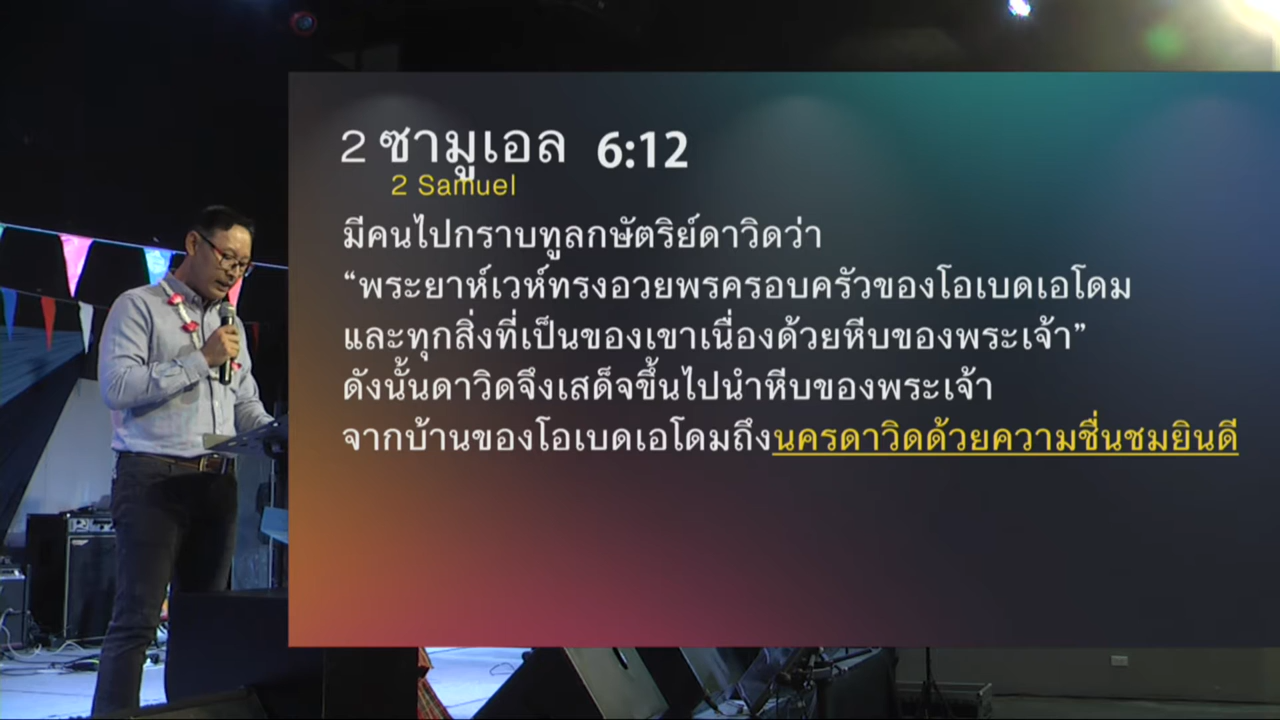 2 ซามูเอล 6:12
2 Samuel
มีคนไปกราบทูลกษัตริย์ดาวิดว่า
“พระยาห์เวห์ทรงอวยพรครอบครัวของโอเบดเอโดม
และทุกสิ่งที่เป็นของเขาเนื่องด้วยหีบของพระเจ้า”
ดังนั้นดาวิดจึงเสด็จขึ้นไปนำหีบของพระเจ้า
จากบ้านของโอเบดเอโดมถึงนครดาวิดด้วยความชื่นชมยินดี